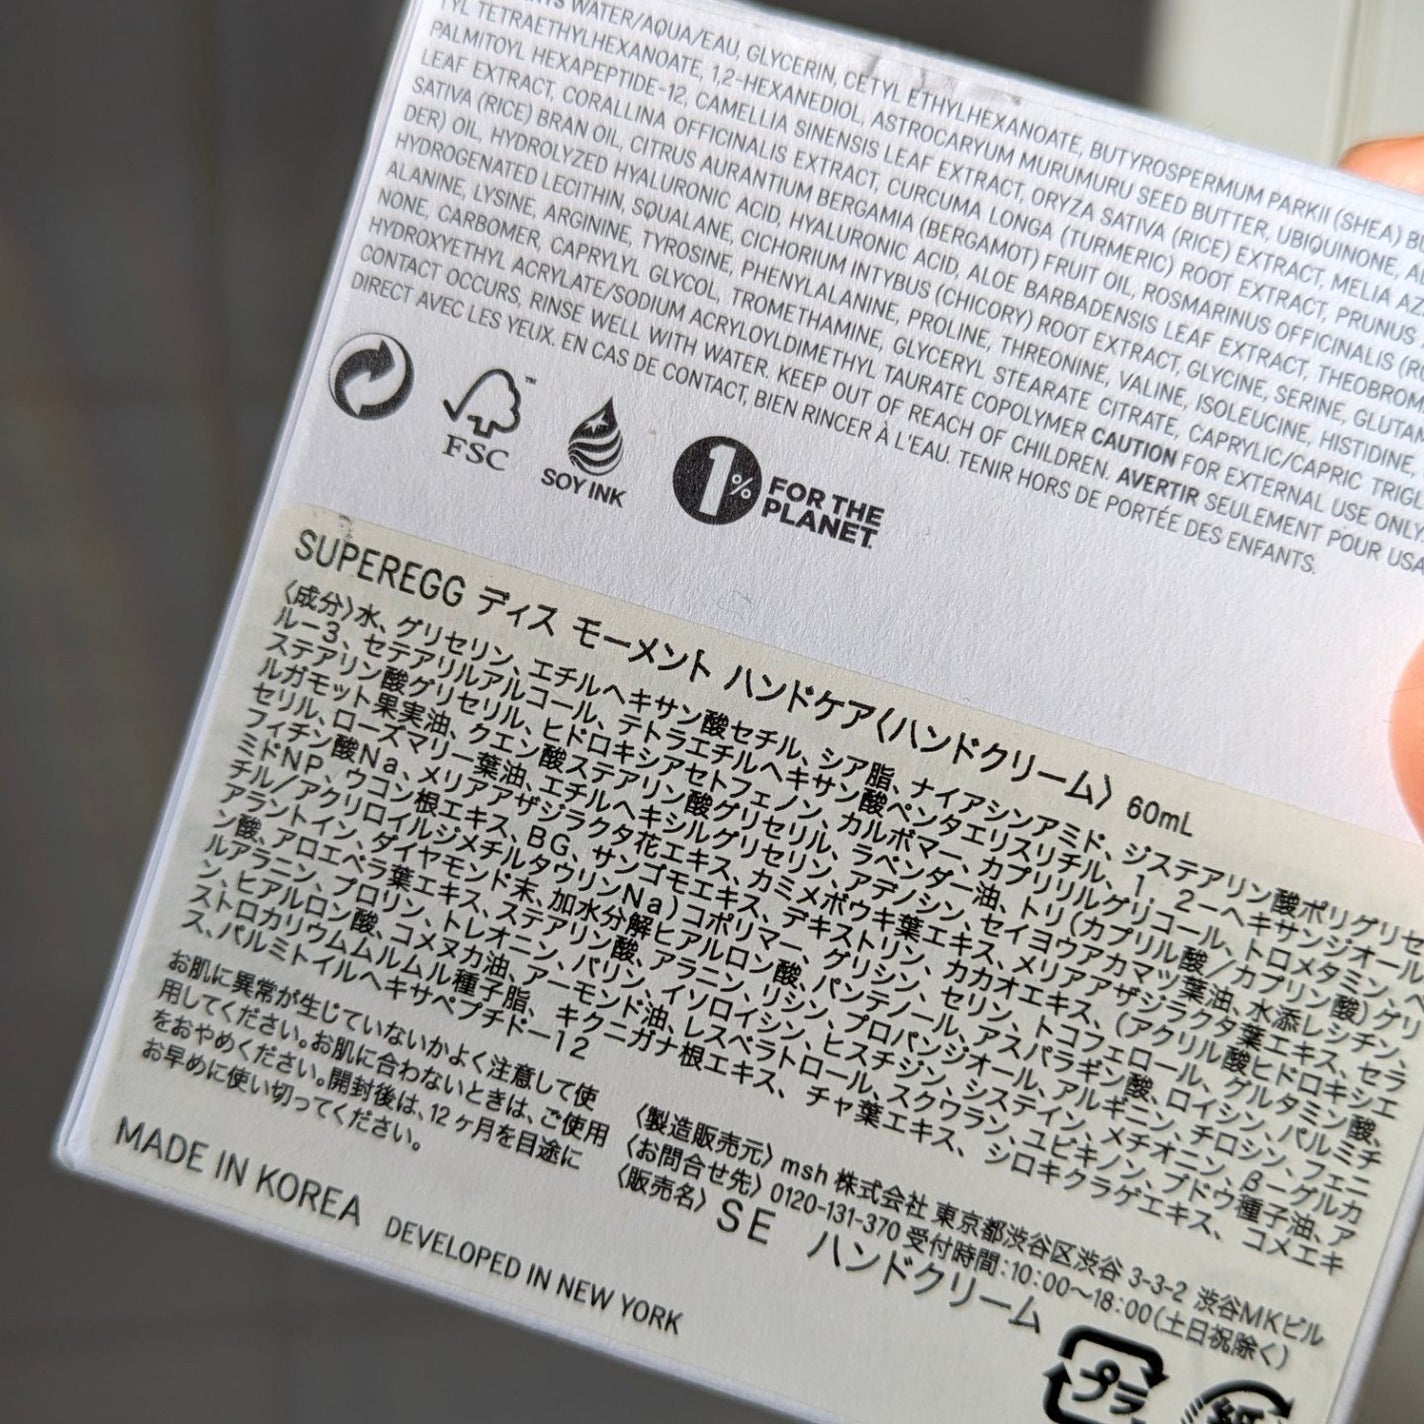 WATER/AQUA/EAU, GLYCERIN, CETYL ETHYLHEXANOATE, BUTYROSPERMUM PARKII (SHEA)
TYL TETRAETHYLHEXANOATE, 1,2-HEXANEDIOL, ASTROCARYUM MURUMURU SEED BUTTER, UBIQUINONE,
PALMITOYL HEXAPEPTIDE-12, CAMELLIA SINENSIS LEAF EXTRACT, ORYZA SATIVA (RICE) EXTRACT, MELIA
LEAF EXTRACT, CORALLINA OFFICINALIS EXTRACT, CURCUMA LONGA (TURMERIC) ROOT EXTRACT, PRUNUS
SATIVA (RICE) BRAN OIL, CITRUS AURANTIUM BERGAMIA (BERGAMOT) FRUIT OIL, ROSMARINUS OFFICINALIS
DER) OIL, HYDROLYZED HYALURONIC ACID, HYALURONIC ACID, ALOE BARBADENSIS LEAF EXTRACT,
HYDROGENATED LECITHIN, SQUALANE, CICHORIUM INTYBUS (CHICORY) ROOT EXTRACT, GLYCINE, SERINE,
ALANINE, LYSINE, ARGININE, TYROSINE, PHENYLALANINE, PROLINE, THREONINE, VALINE, ISOLEUCINE, HISTIDINE,
NONE, CARBOMER, CAPRYLYL GLYCOL, TROMETHAMINE, GLYCERYL STEARATE CITRATE, CAPRYLIC/CAPRIC
HYDROXYETHYL ACRYLATE/SODIUM ACRYLOYLDIMETHYL TAURATE COPOLYMER CAUTION FOR EXTERNAL USE ONLY.
CONTACT OCCURS, RINSE WELL WITH WATER. KEEP OUT OF REACH OF CHILDREN. AVERTIR SEULEMENT POUR
DIRECT AVEC LES YEUX. EN CAS DE CONTACT, BIEN RINCER À L'EAU. TENIR HORS DE PORTÉE DES ENFANTS.
FSC
SOY INK
1% FOR THE
PLANET
SUPEREGG ディス モーメント ハンドケア〈ハンドクリーム〉 60mL
〈成分〉水、グリセリン、エチルヘキサン酸セチル、シア脂、ナイアシンアミド、ジステアリン酸ポリグリセリ
ル-3、セテアリルアルコール、テトラエチルヘキサン酸ペンタエリスリチル、1,2-ヘキサンジオール、
ステアリン酸グリセリル、ヒドロキシアセトフェノン、カルボマー、カプリリルグリコール、トロメタミン、ベ
ルガモット果実油、クエン酸ステアリン酸グリセリル、ラベンダー油、トリ(カプリル酸/カプリン酸)グリ
セリル、ローズマリー葉油、エチルヘキシルグリセリン、アデノシン、セイヨウアカマツ葉油、水添レシチン、
フィチン酸Na、メリアアザジラクタ花エキス、カミメボウキ葉エキス、メリアアザジラクタ葉エキス、セラ
ミドNP、ウコン根エキス、BG、サンゴモエキス、デキストリン、カカオエキス、(アクリル酸ヒドロキシエ
チル/アクリロイルジメチルタウリンNa)コポリマー、グリシン、セリン、トコフェロール、グルタミン酸、
アラントイン、ダイヤモンド末、加水分解ヒアルロン酸、パンテノール、アスパラギン酸、ロイシン、パルミチ
ン酸、アロエベラ葉エキス、ステアリン酸、アラニン、リシン、プロパンジオール、アルギニン、チロシン、フェニ
ルアラニン、プロリン、トレオニン、バリン、イソロイシン、ヒスチジン、システイン、メチオニン、β-グルカ
ン、ヒアルロン酸、コメヌカ油、アーモンド油、レスベラトロール、スクワラン、ユビキノン、ブドウ種子油、ア
ストロカリウムムルムル種子脂、キクニガナ根エキス、チャ葉エキス、シロキクラゲエキス、コメエキ
ス、パルミトイルヘキサペプチド-12
お肌に異常が生じていないかよく注意して使
用してください。お肌に合わないときは、ご使用
をおやめください。開封後は、12ヶ月を目途に
お早めに使い切ってください。
〈製造販売元〉msh株式会社 東京都渋谷区渋谷 3-3-2 渋谷MKビル
〈お問合せ先〉0120-131-370 受付時間:10:00~18:00(土日祝除く)
〈販売名〉SE ハンドクリーム
MADE IN KOREA DEVELOPED IN NEW YORK
プラ
紙